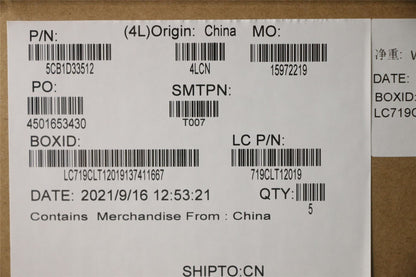 P/N: (4L)Origin: China MO:
5CB1D33512 4LCN 15972219
PO: SMTPN:
4501653430 T007
BOXID: LC P/N:
LC719CLT12019137411667 719CLT12019
DATE: 2021/9/16 12:53:21 QTY:
5
Contains Merchandise From : China
SHIPTO:CN
净重:
DATE:
BOXID:
LC719C